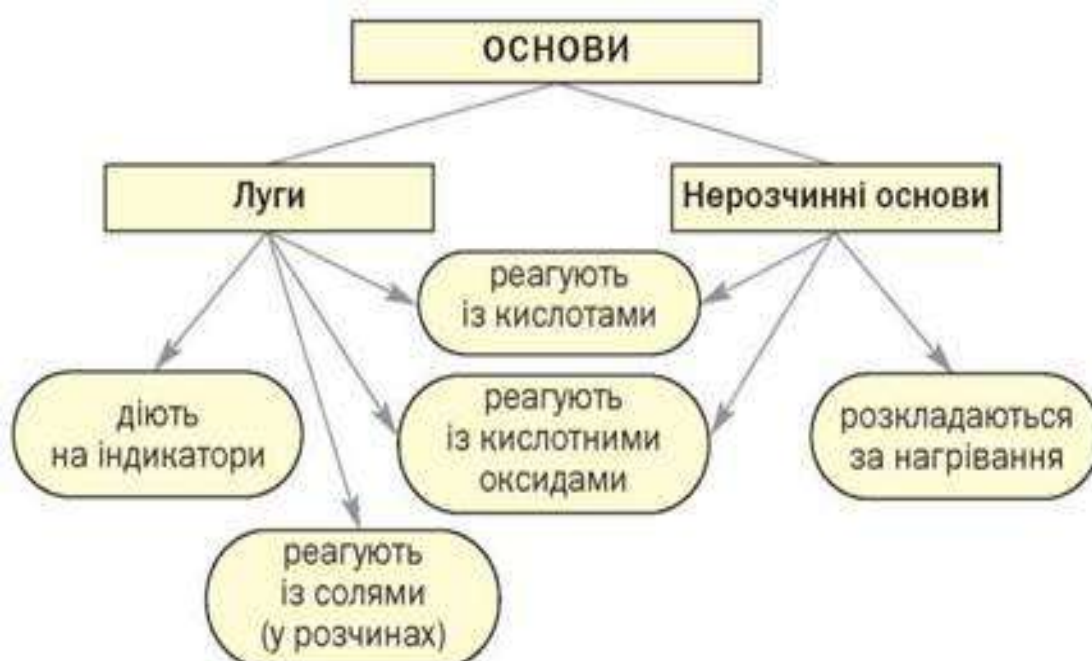 ОСНОВИ
Луги
Нерозчинні основи
реагують
із кислотами
діють
на індикатори
реагують
із кислотними
оксидами
розкладаються
за нагрівання
реагують
із солями
(у розчинах)